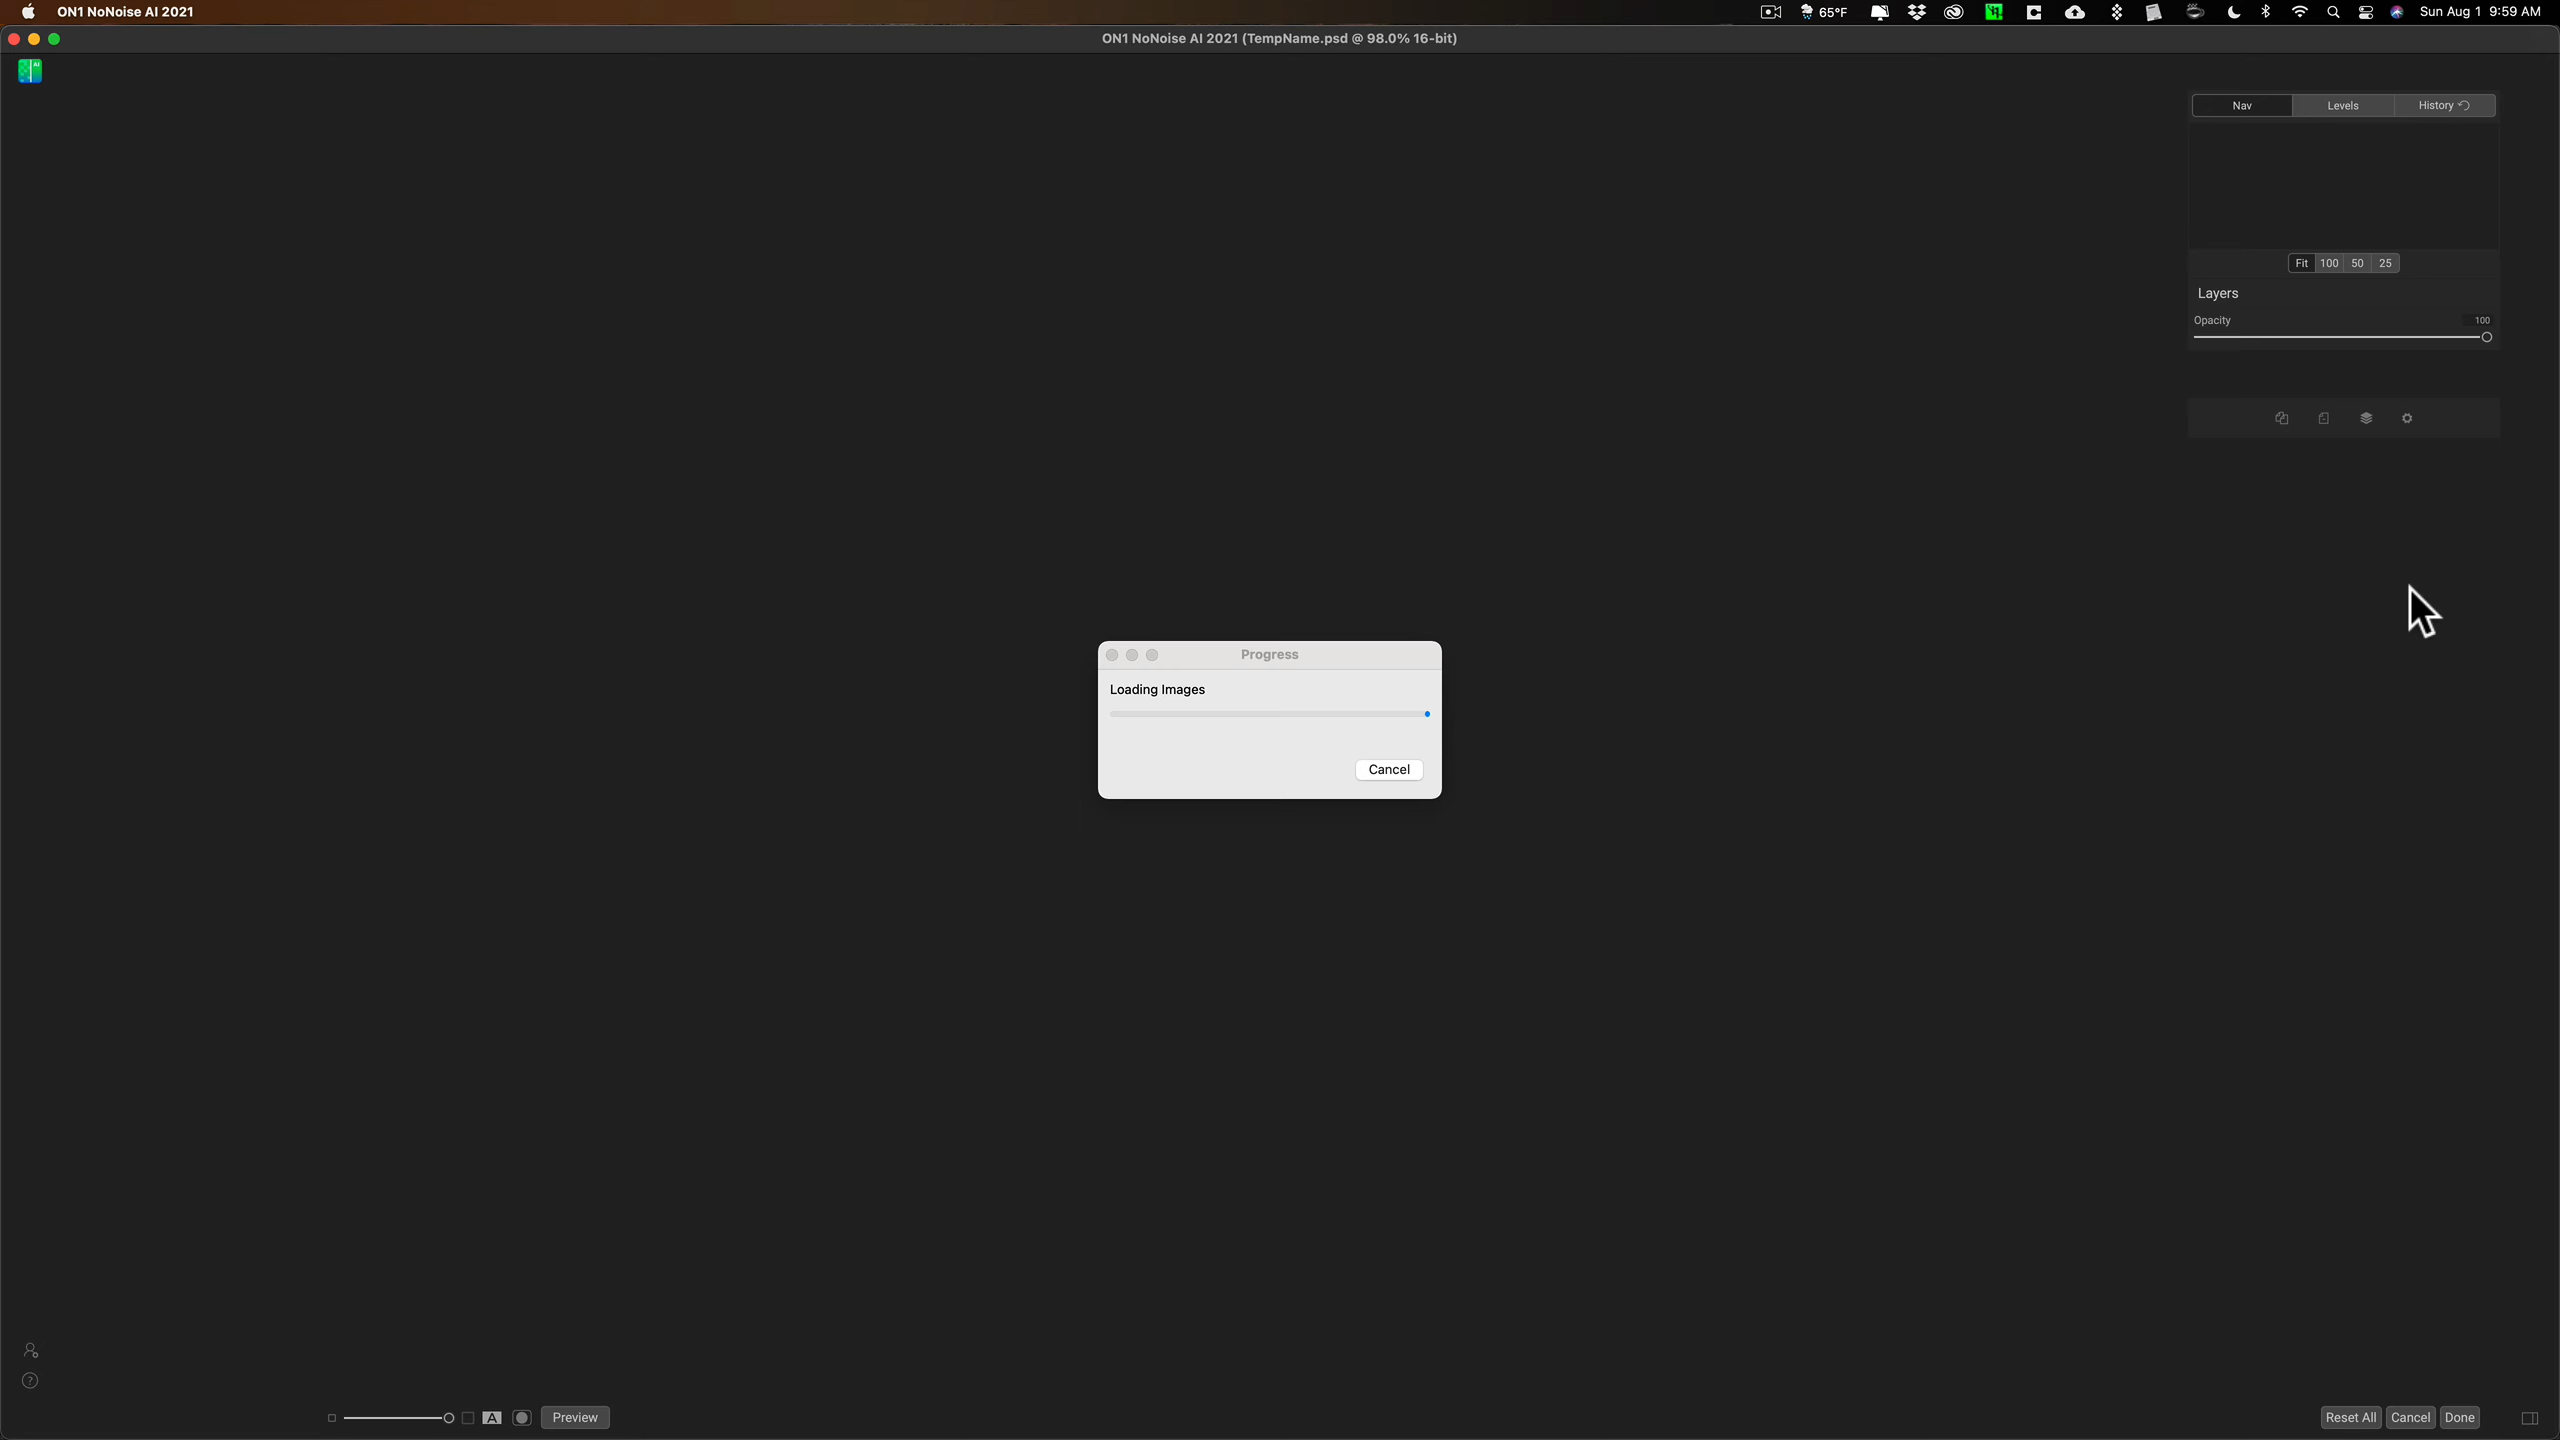 ON1 NoNoise AI 2021
65°F
Sun Aug 1 9:59 AM
ON1 NoNoise AI 2021 (TempName.psd @ 98.0% 16-bit)
AI
Nav
Levels
History
Fit
100
50
25
Layers
Opacity
100
Progress
Loading Images
Cancel
?
A
Preview
Reset All
Cancel
Done